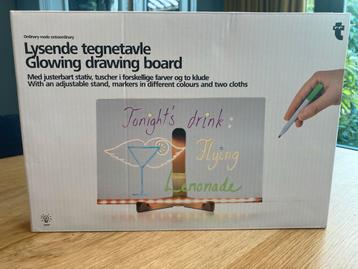 Ordinary made extraordinary
Lysende tegnetavle
Glowing drawing board
Med justerbart stativ, tuscher i forskellige farver og to klude
With an adjustable stand, markers in different colours and two cloths
Tonight's drink:
Flying
Lemonade